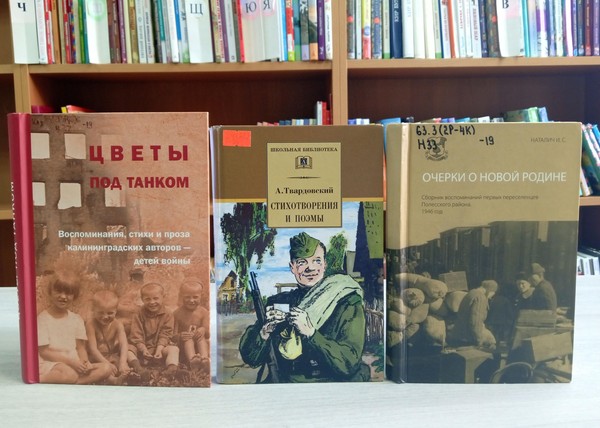 Ч
Щ
Ю
Я
В
ЦВЕТЫ
ПОД ТАНКОМ
Воспоминания, стихи и проза
калининградских авторов —
детей войны
ШКОЛЬНАЯ БИБЛИОТЕКА
А. Твардовский
СТИХОТВОРЕНИЯ
И ПОЭМЫ
63.3(2Р-4К)
Н33 -19
НАТАЛИЧ Н.С.
ОЧЕРКИ О НОВОЙ РОДИНЕ
Сборник воспоминаний первых переселенцев
Полесского района.
1946 год